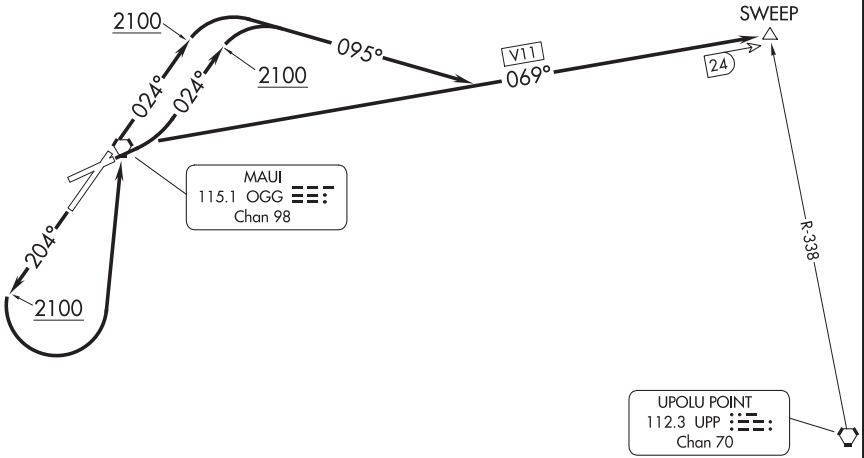 2100
SWEEP
095°
V11
2100
24
024°
024°
069°
MAUI
115.1 OGG
Chan 98
204°
R-338
2100
UPOLU POINT
112.3 UPP
Chan 70